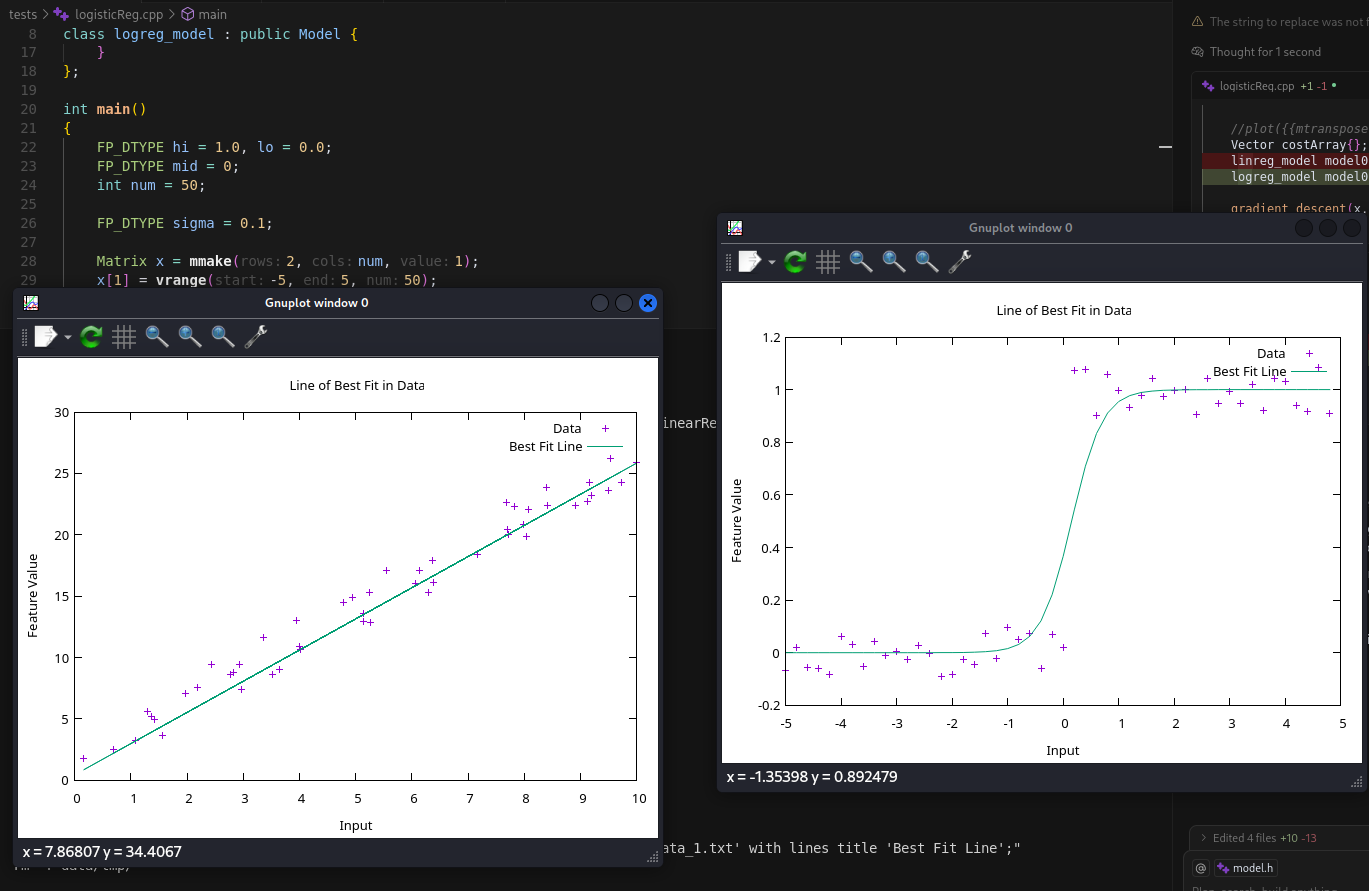 tests > logisticReg.cpp > main
8 class logreg_model : public Model {
17 }
18 };
19
20 int main()
21 {
22 FP_DTYPE hi = 1.0, lo = 0.0;
23 FP_DTYPE mid = 0;
24 int num = 50;
25
26 FP_DTYPE sigma = 0.1;
27
28 Matrix x = mmake(rows: 2, cols: num, value: 1);
29 x[1] = vrange(start: -5, end: 5, num: 50);
The string to replace was not f
Thought for 1 second
logisticReg.cpp +1 -1
//plot({{mtranspose
Vector costArray{};
linreg_model model0
logreg_model model0
gradient_descent(x,
Gnuplot window 0
Line of Best Fit in Data
30
25
20
15
10
5
0
Data
Best Fit Line
Feature Value
0 1 2 3 4 5 6 7 8 9 10
Input
x = 7.86807 y = 34.4067
inearRe
Gnuplot window 0
Line of Best Fit in Data
1.2
1
0.8
0.6
0.4
0.2
0
-0.2
Data
Best Fit Line
Feature Value
-5 -4 -3 -2 -1 0 1 2 3 4 5
Input
x = -1.35398 y = 0.892479
ata_1.txt' with lines title 'Best Fit Line';"
> Edited 4 files +10 -13
@ model.h